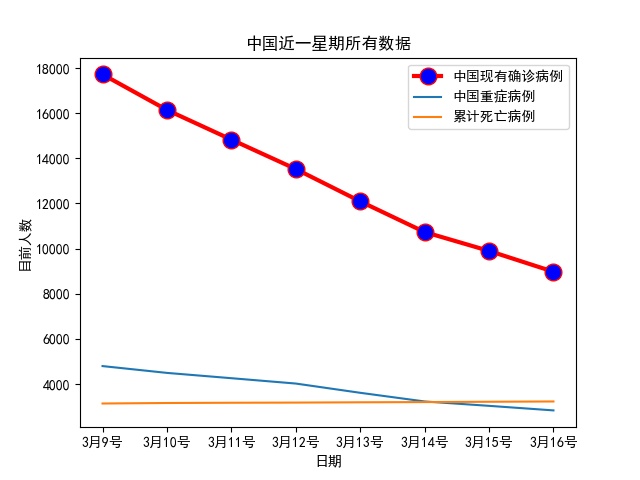 中国近一星期所有数据
中国现有确诊病例
中国重症病例
累计死亡病例
目前人数
18000
16000
14000
12000
10000
8000
6000
4000
3月9号 3月10号 3月11号 3月12号 3月13号 3月14号 3月15号 3月16号
日期